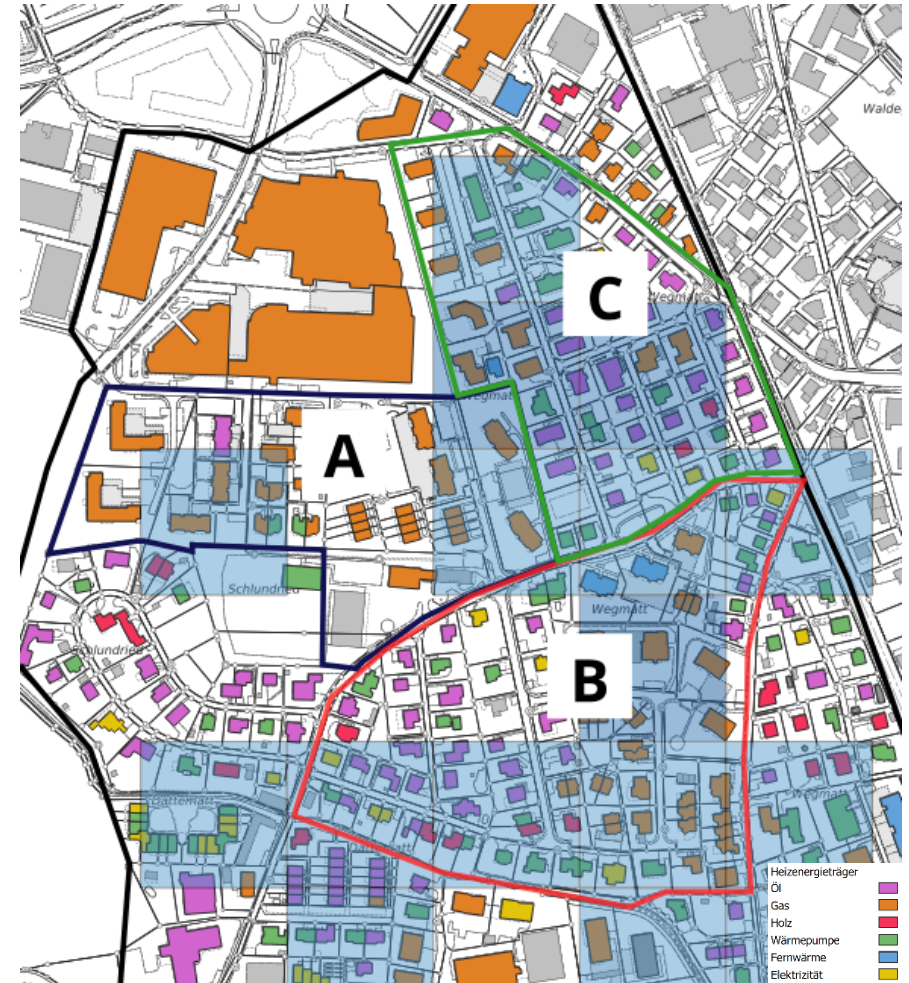 Walde
C
Wegmatt
Wegmatt
A
Schlundried
Wegmatt
Schlundried
B
Dattematt
Wegmatt
Dattematt
Heizenergieträger
Öl
Gas
Holz
Wärmepumpe
Fernwärme
Elektrizität